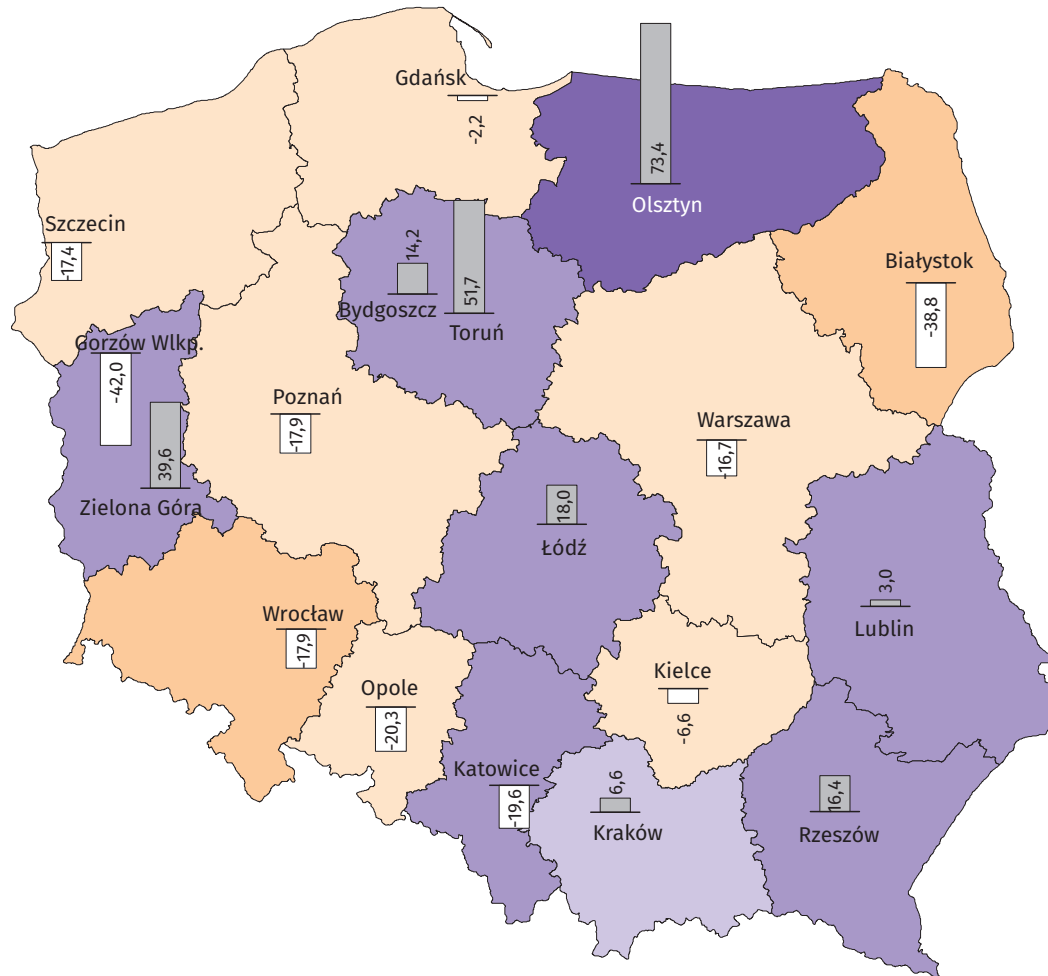 Gdańsk
-2,2
73,4
Olsztyn
Szczecin
-17,4
14,2
Bydgoszcz
51,7
Toruń
Białystok
-38,8
Gorzów Wlkp.
-42,0
39,6
Zielona Góra
Poznań
-17,9
Warszawa
-16,7
18,0
Łódź
3,0
Lublin
Wrocław
-17,9
Opole
-20,3
Kielce
-6,6
Katowice
-19,6
6,6
Kraków
16,4
Rzeszów